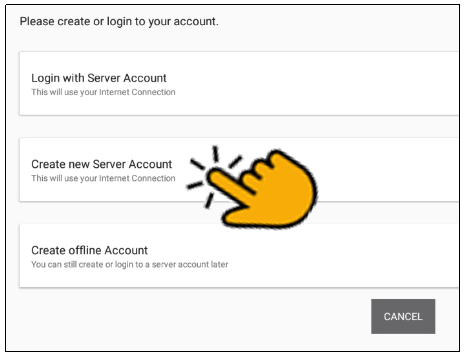 Please create or login to your account.
Login with Server Account
This will use your Internet Connection
Create new Server Account
This will use your Internet Connection
Create offline Account
You can still create or login to a server account later
CANCEL